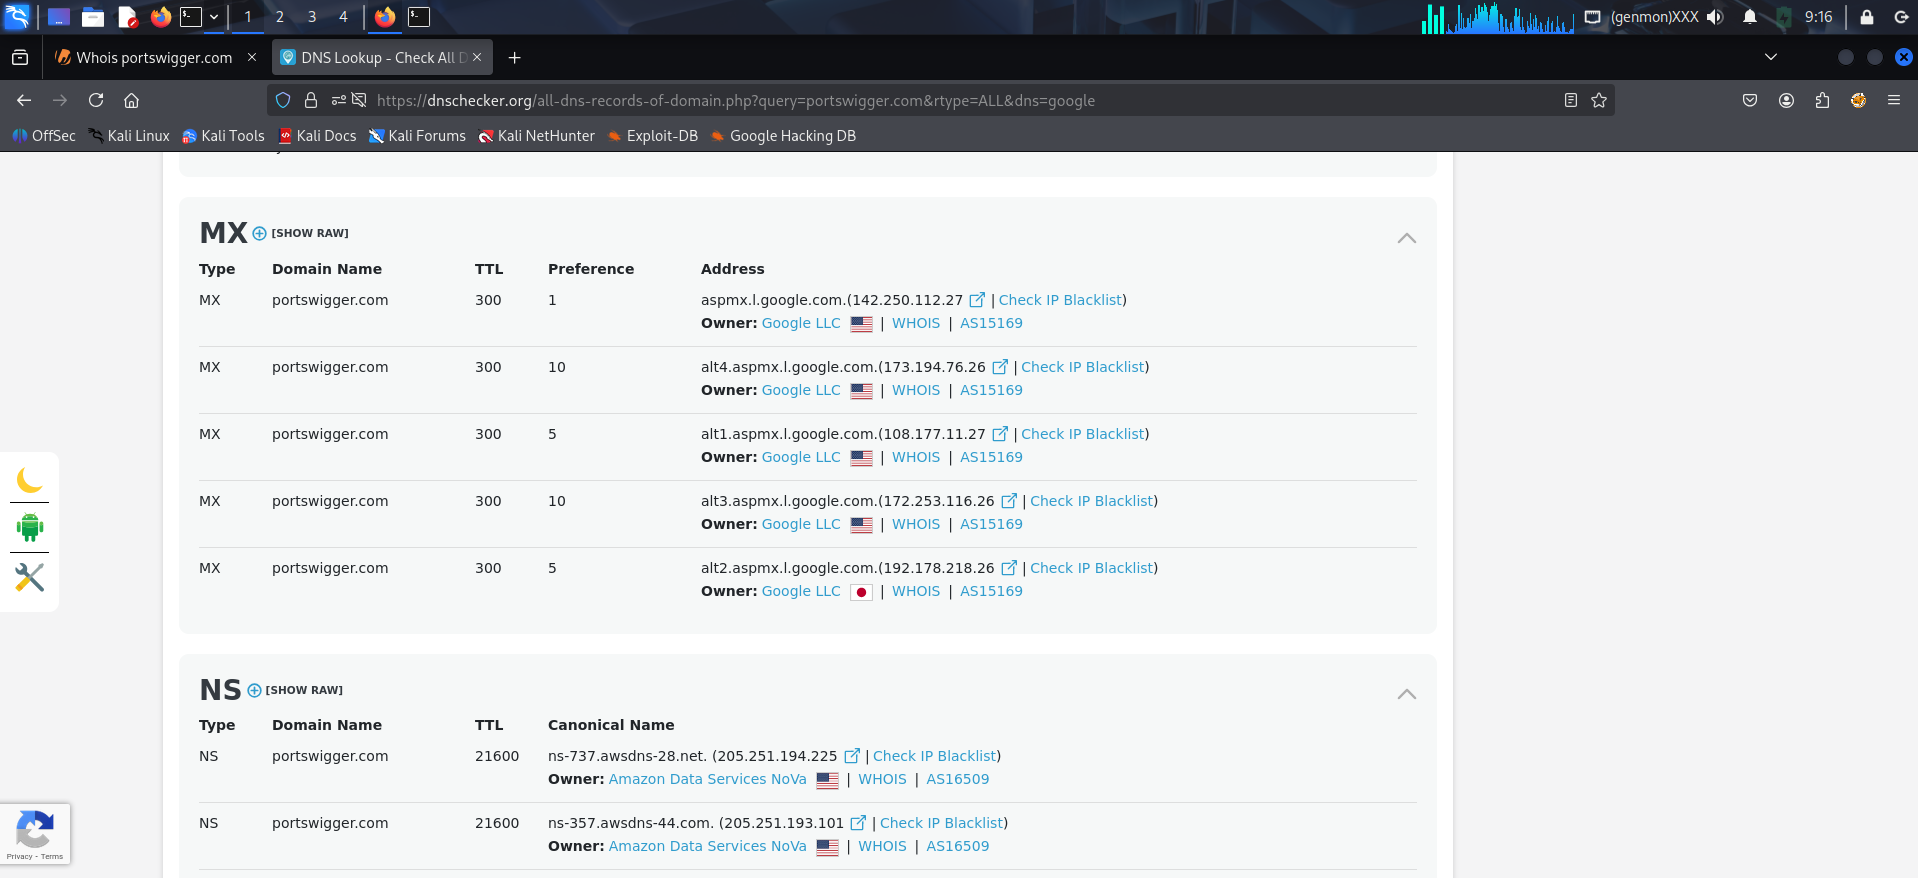 1 2 3 4 (genmon)XXX 9:16
Whois portswigger.com DNS Lookup - Check All D
https://dnschecker.org/all-dns-records-of-domain.php?query=portswigger.com&rtype=ALL&dns=google
OffSec Kali Linux Kali Tools Kali Docs Kali Forums Kali NetHunter Exploit-DB Google Hacking DB
MX [SHOW RAW]
Type Domain Name TTL Preference Address
MX portswigger.com 300 1 aspmx.l.google.com.(142.250.112.27 | Check IP Blacklist)
Owner: Google LLC | WHOIS | AS15169
MX portswigger.com 300 10 alt4.aspmx.l.google.com.(173.194.76.26 | Check IP Blacklist)
Owner: Google LLC | WHOIS | AS15169
MX portswigger.com 300 5 alt1.aspmx.l.google.com.(108.177.11.27 | Check IP Blacklist)
Owner: Google LLC | WHOIS | AS15169
MX portswigger.com 300 10 alt3.aspmx.l.google.com.(172.253.116.26 | Check IP Blacklist)
Owner: Google LLC | WHOIS | AS15169
MX portswigger.com 300 5 alt2.aspmx.l.google.com.(192.178.218.26 | Check IP Blacklist)
Owner: Google LLC | WHOIS | AS15169
NS [SHOW RAW]
Type Domain Name TTL Canonical Name
NS portswigger.com 21600 ns-737.awsdns-28.net. (205.251.194.225 | Check IP Blacklist)
Owner: Amazon Data Services NoVa | WHOIS | AS16509
NS portswigger.com 21600 ns-357.awsdns-44.com. (205.251.193.101 | Check IP Blacklist)
Owner: Amazon Data Services NoVa | WHOIS | AS16509
Privacy - Terms